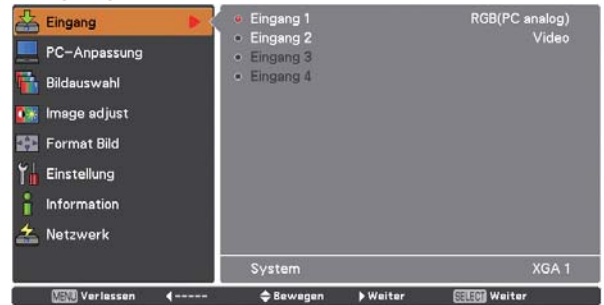 Eingang
PC-Anpassung
Bildauswahl
Image adjust
Format Bild
Einstellung
Information
Netzwerk
Eingang 1 RGB(PC analog)
Eingang 2 Video
Eingang 3
Eingang 4
System XGA 1
MENU Verlassen ◀----- Bewegen Weiter SELECT Weiter